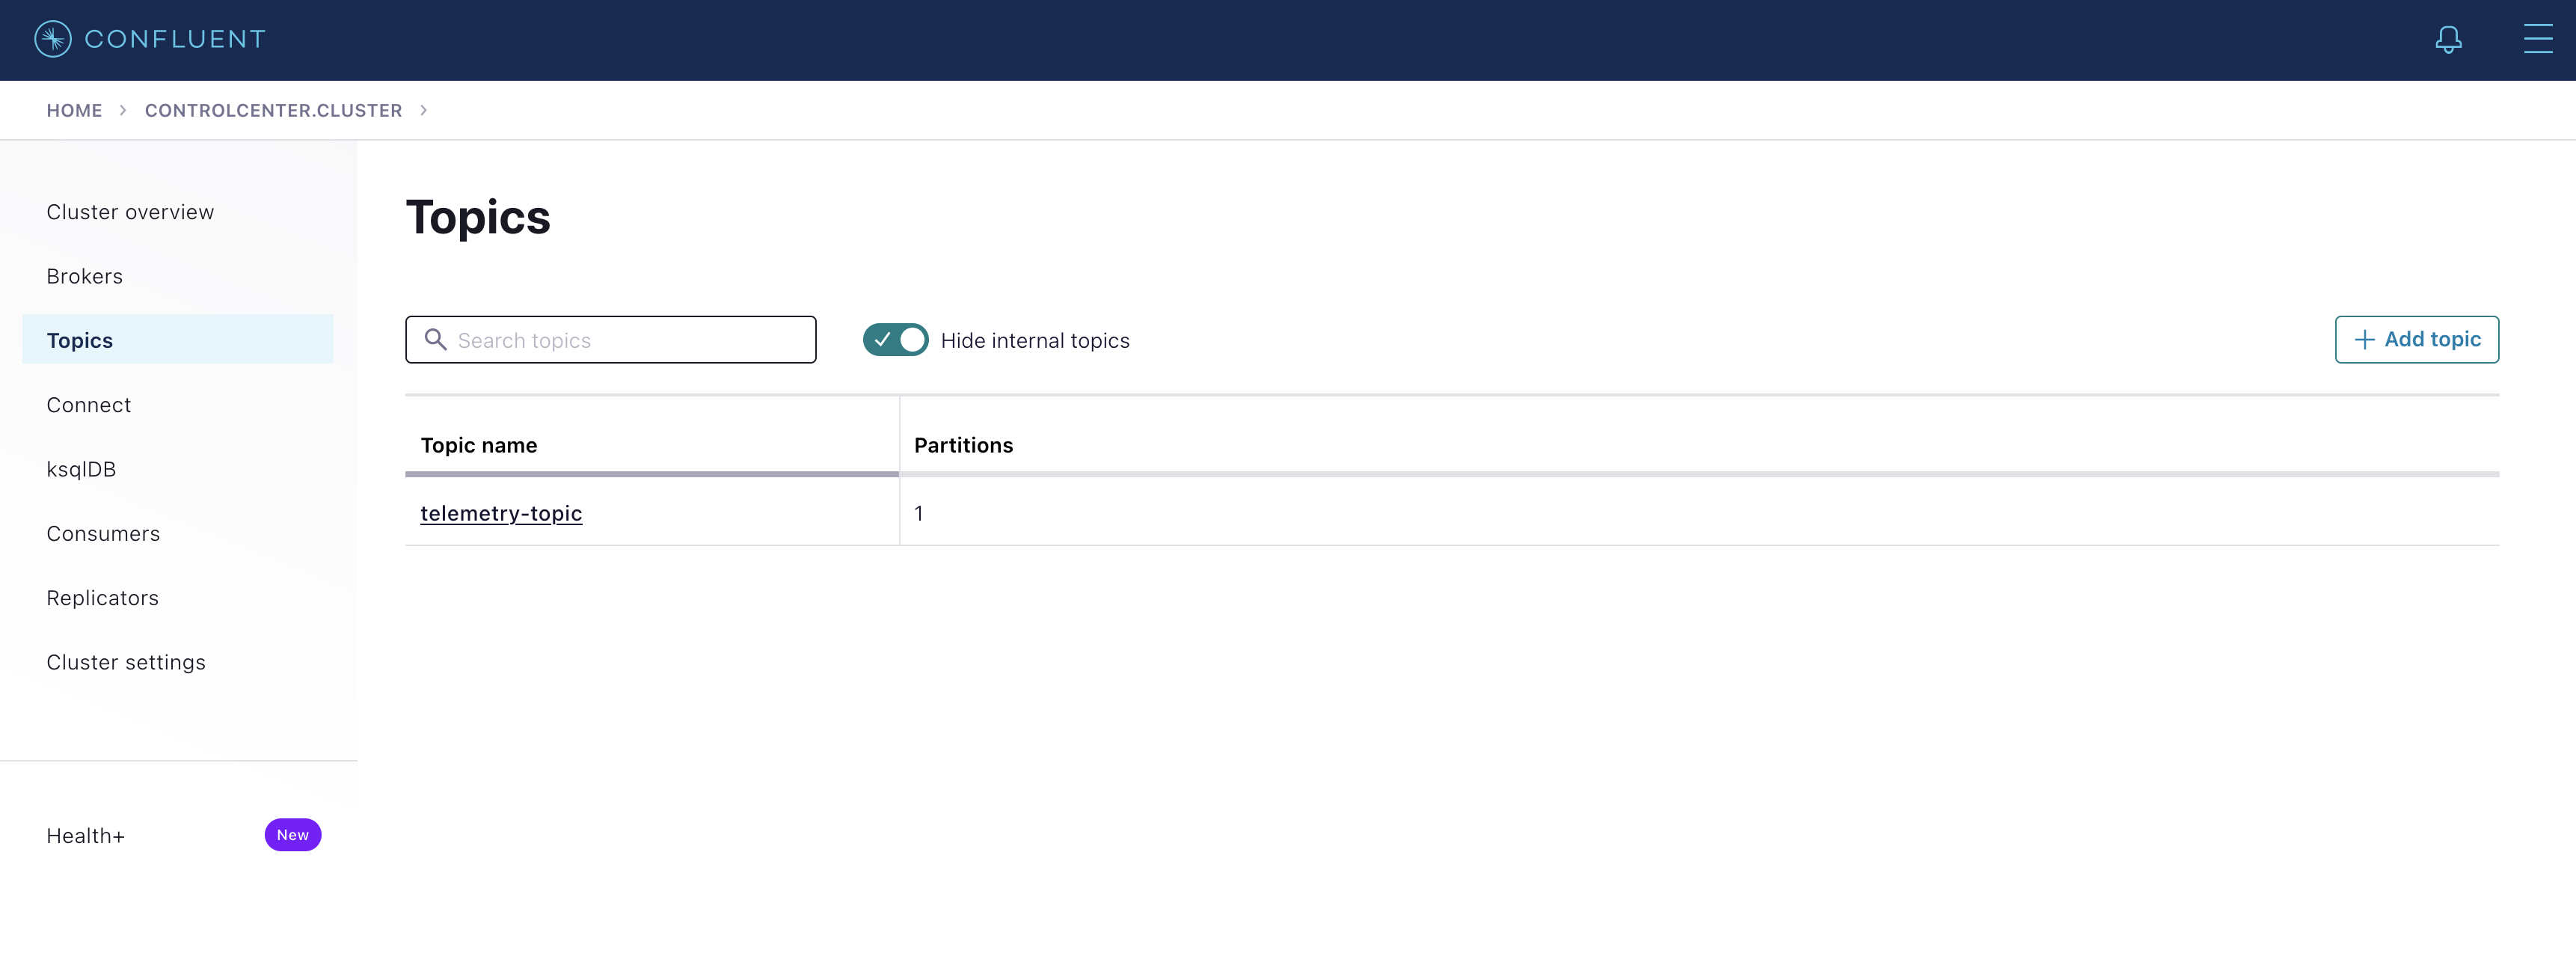 CONFLUENT
HOME > CONTROLCENTER.CLUSTER >
Cluster overview
Brokers
Topics
Connect
ksqlDB
Consumers
Replicators
Cluster settings
Health+ New
Topics
Search topics
Hide internal topics
+ Add topic
Topic name Partitions
telemetry-topic 1